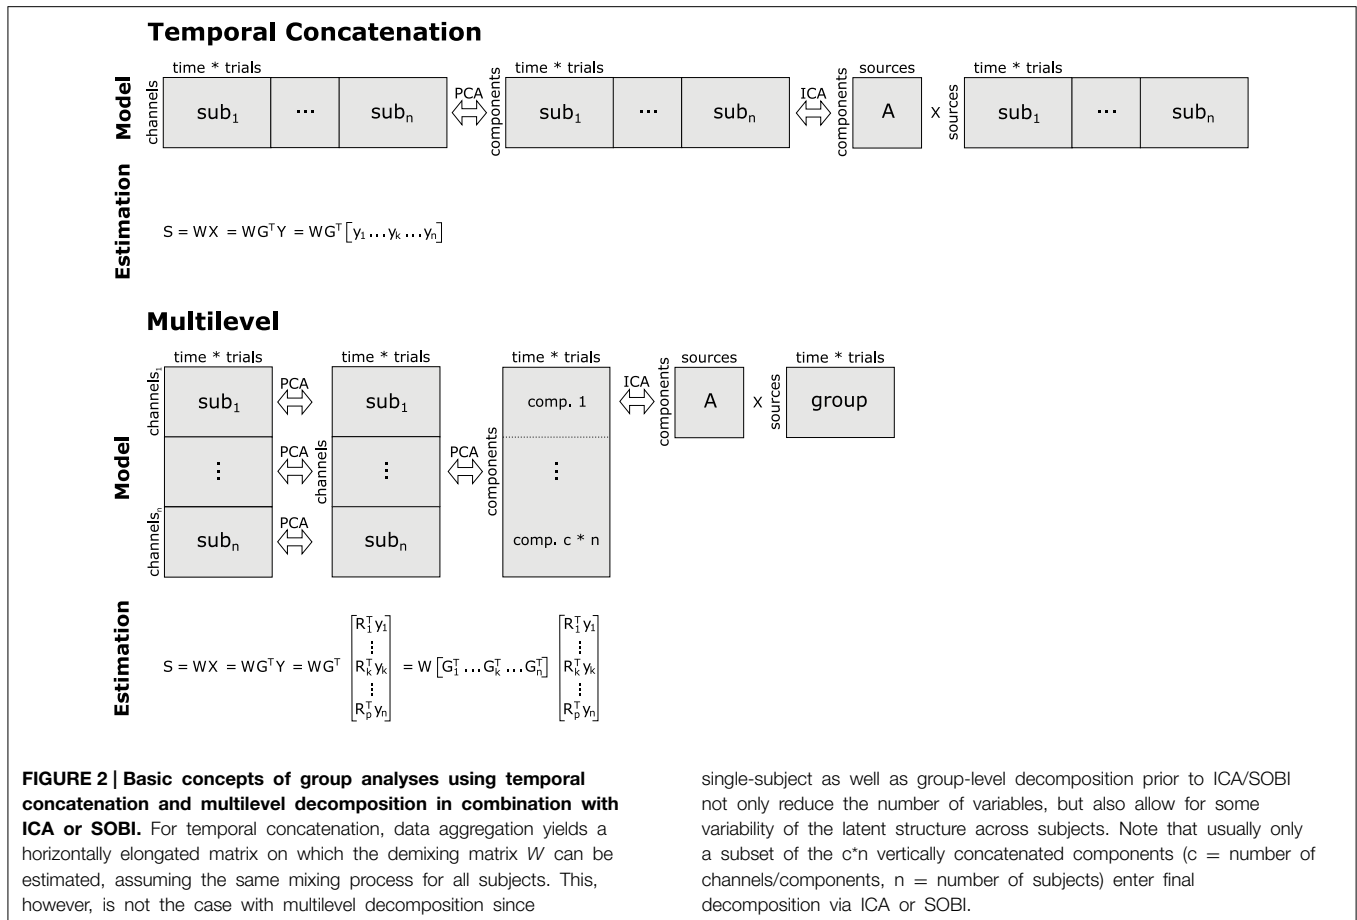 Temporal Concatenation
Model
channels
time * trials
sub1
...
subn
PCA
components
time * trials
sub1
...
subn
ICA
components
sources
A
X
sources
time * trials
sub1
...
subn
Estimation
S = WX = WG^T Y = WG^T [y1 ... yk ... yn]
Multilevel
Model
channels1
time * trials
sub1
⋮
channelsn
subn
PCA
PCA
PCA
channels
time * trials
sub1
⋮
subn
PCA
components
time * trials
comp. 1
⋮
comp. c * n
ICA
components
sources
A
X
sources
time * trials
group
Estimation
S = WX = WG^T Y = WG^T [R1^T y1 ⋮ Rk^T yk ⋮ Rp^T yn] = W [G1^T ... Gk^T ... Gn^T] [R1^T y1 ⋮ Rk^T yk ⋮ Rp^T yn]
FIGURE 2 | Basic concepts of group analyses using temporal
concatenation and multilevel decomposition in combination with
ICA or SOBI. For temporal concatenation, data aggregation yields a
horizontally elongated matrix on which the demixing matrix W can be
estimated, assuming the same mixing process for all subjects. This,
however, is not the case with multilevel decomposition since
single-subject as well as group-level decomposition prior to ICA/SOBI
not only reduce the number of variables, but also allow for some
variability of the latent structure across subjects. Note that usually only
a subset of the c*n vertically concatenated components (c = number of
channels/components, n = number of subjects) enter final
decomposition via ICA or SOBI.